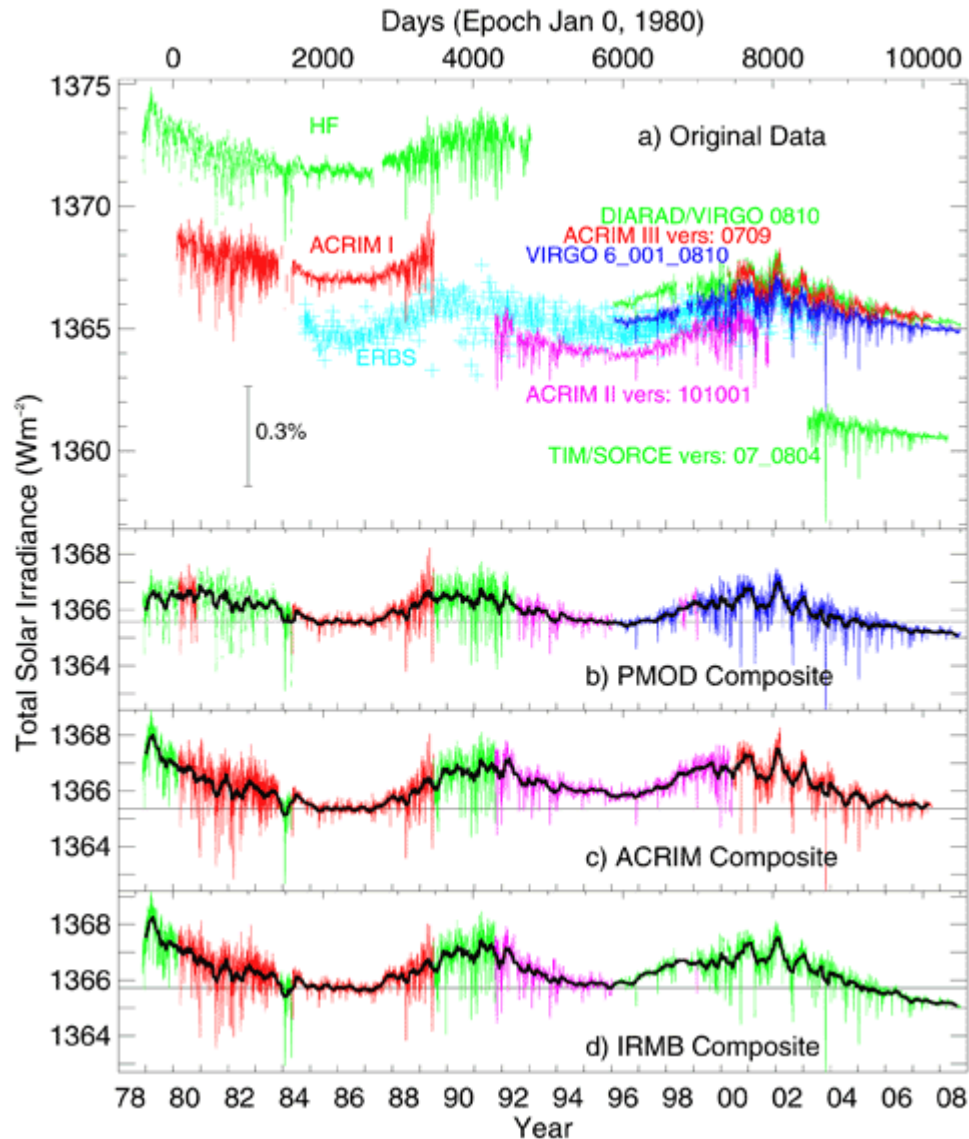 Days (Epoch Jan 0, 1980)
0 2000 4000 6000 8000 10000
1375
HF
a) Original Data
1370
DIARAD/VIRGO 0810
ACRIM I
ACRIM III vers: 0709
VIRGO 6_001_0810
1365
ERBS
ACRIM II vers: 101001
0.3%
1360
TIM/SORCE vers: 07_0804
Total Solar Irradiance (Wm⁻²)
1368
1366
1364
b) PMOD Composite
1368
1366
1364
c) ACRIM Composite
1368
1366
1364
d) IRMB Composite
78 80 82 84 86 88 90 92 94 96 98 00 02 04 06 08
Year